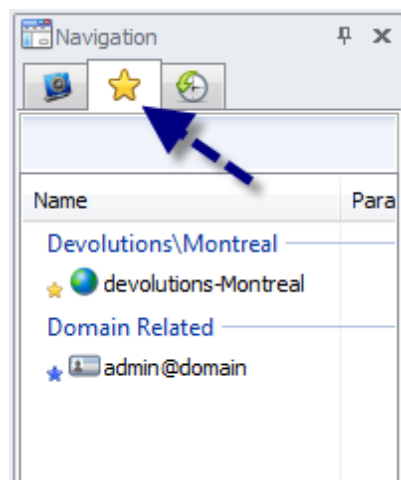 Navigation
Name Para
Devolutions\Montreal
devolutions-Montreal
Domain Related
admin@domain